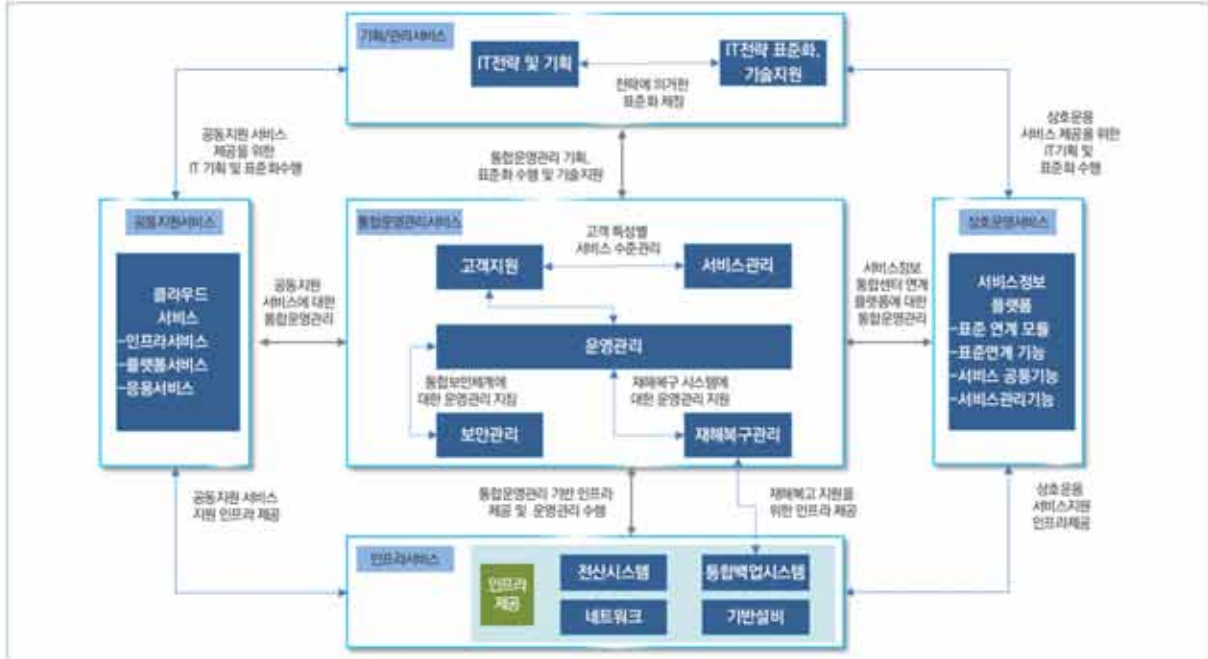 기획/관리서비스
IT전략 및 기획
IT전략 표준화,
기술지원
전략에 의거한
표준화 제정
공동지원 서비스
제공을 위한
IT 기획 및 표준화수행
통합운영관리 기획,
표준화 수행 및 기술지원
상호운용
서비스 제공을 위한
IT기획 및
표준화 수행
공동지원서비스
클라우드
서비스
-인프라서비스
-플랫폼서비스
-응용서비스
공동지원
서비스에 대한
통합운영관리
통합운영관리서비스
고객 특성별
서비스 수준관리
고객지원
서비스관리
운영관리
통합보안체계에
대한 운영관리 지침
재해복구 시스템에
대한 운영관리 지원
보안관리
재해복구관리
서비스정보
통합센터 연계
플랫폼에 대한
통합운영관리
상호운영서비스
서비스정보
플랫폼
-표준 연계 모듈
-표준연계 기능
-서비스 공통기능
-서비스관리기능
공동지원 서비스
지원 인프라 제공
통합운영관리 기반 인프라
제공 및 운영관리 수행
재해복고 지원을
위한 인프라 제공
상호운용
서비스지원
인프라제공
인프라서비스
인프라
제공
전산시스템
통합백업시스템
네트워크
기반설비